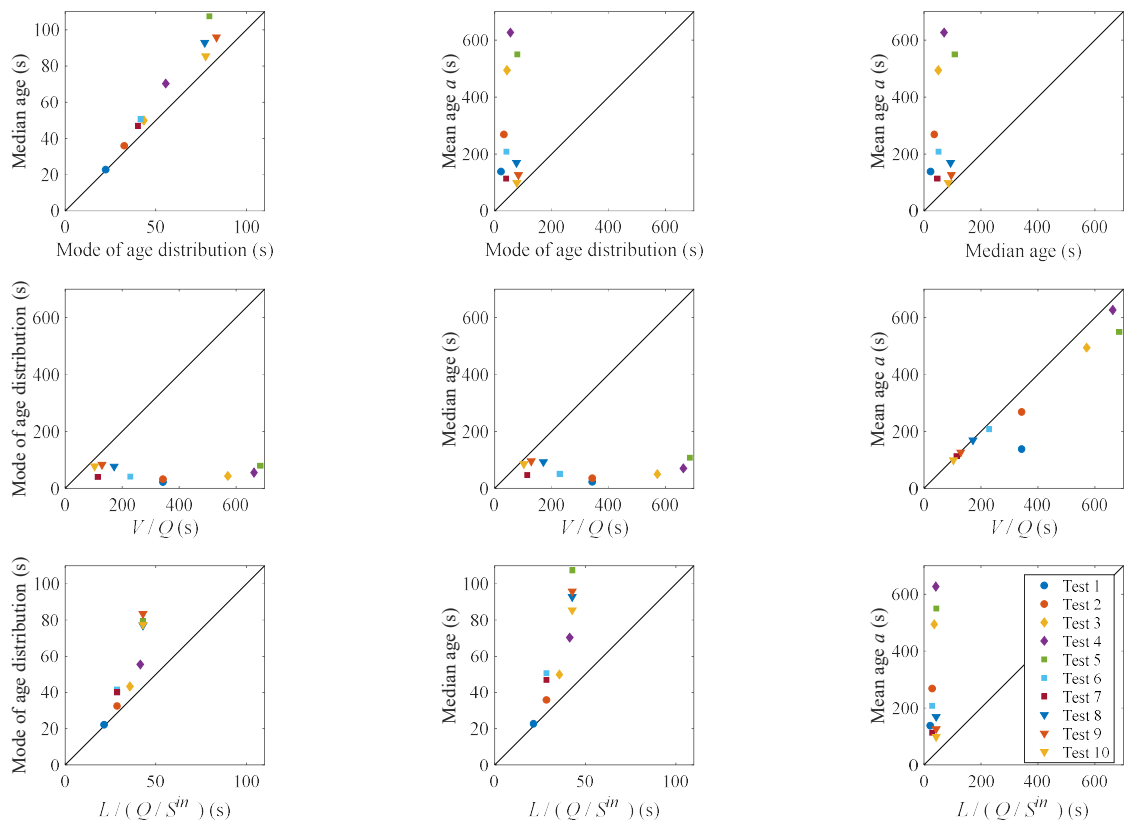 100
80
60
40
20
0
0
50
100
Median age (s)
Mode of age distribution (s)
600
400
200
0
0
200
400
600
Mean age a (s)
Mode of age distribution (s)
600
400
200
0
0
200
400
600
Mean age a (s)
Median age (s)
600
400
200
0
0
200
400
600
Mode of age distribution (s)
V / Q (s)
600
400
200
0
0
200
400
600
Median age (s)
V / Q (s)
600
400
200
0
0
200
400
600
Mean age a (s)
V / Q (s)
100
80
60
40
20
0
0
50
100
Mode of age distribution (s)
L / ( Q / S^in ) (s)
100
80
60
40
20
0
0
50
100
Median age (s)
L / ( Q / S^in ) (s)
600
400
200
0
0
200
400
600
Mean age a (s)
L / ( Q / S^in ) (s)
Test 1
Test 2
Test 3
Test 4
Test 5
Test 6
Test 7
Test 8
Test 9
Test 10